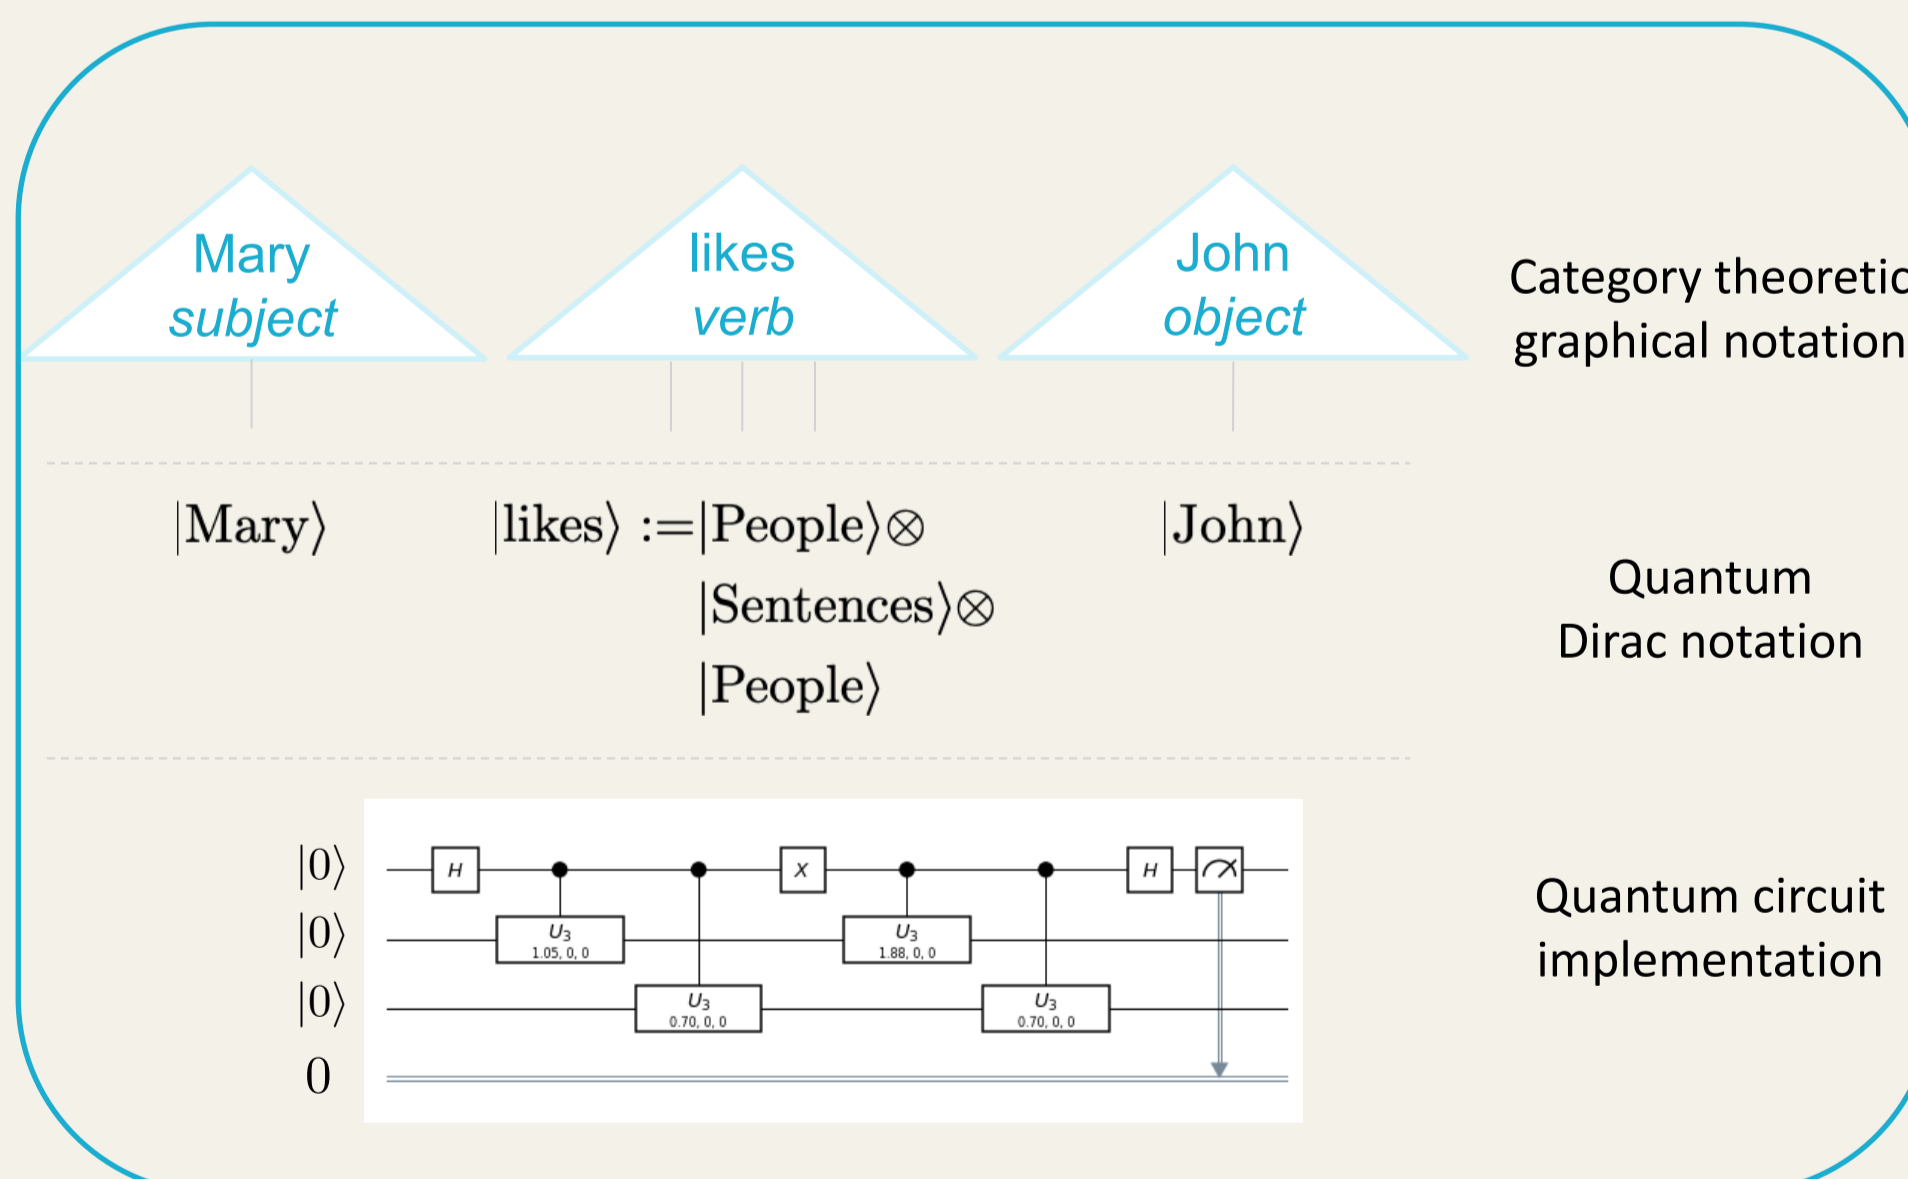 Mary
subject
likes
verb
John
object
Category theoretic
graphical notation
|Mary⟩
|likes⟩ :=|People⟩⊗
|Sentences⟩⊗
|People⟩
|John⟩
Quantum
Dirac notation
|0⟩
|0⟩
|0⟩
0
H
X
H
U₃
1.05, 0, 0
U₃
1.88, 0, 0
U₃
0.70, 0, 0
U₃
0.70, 0, 0
Quantum circuit
implementation